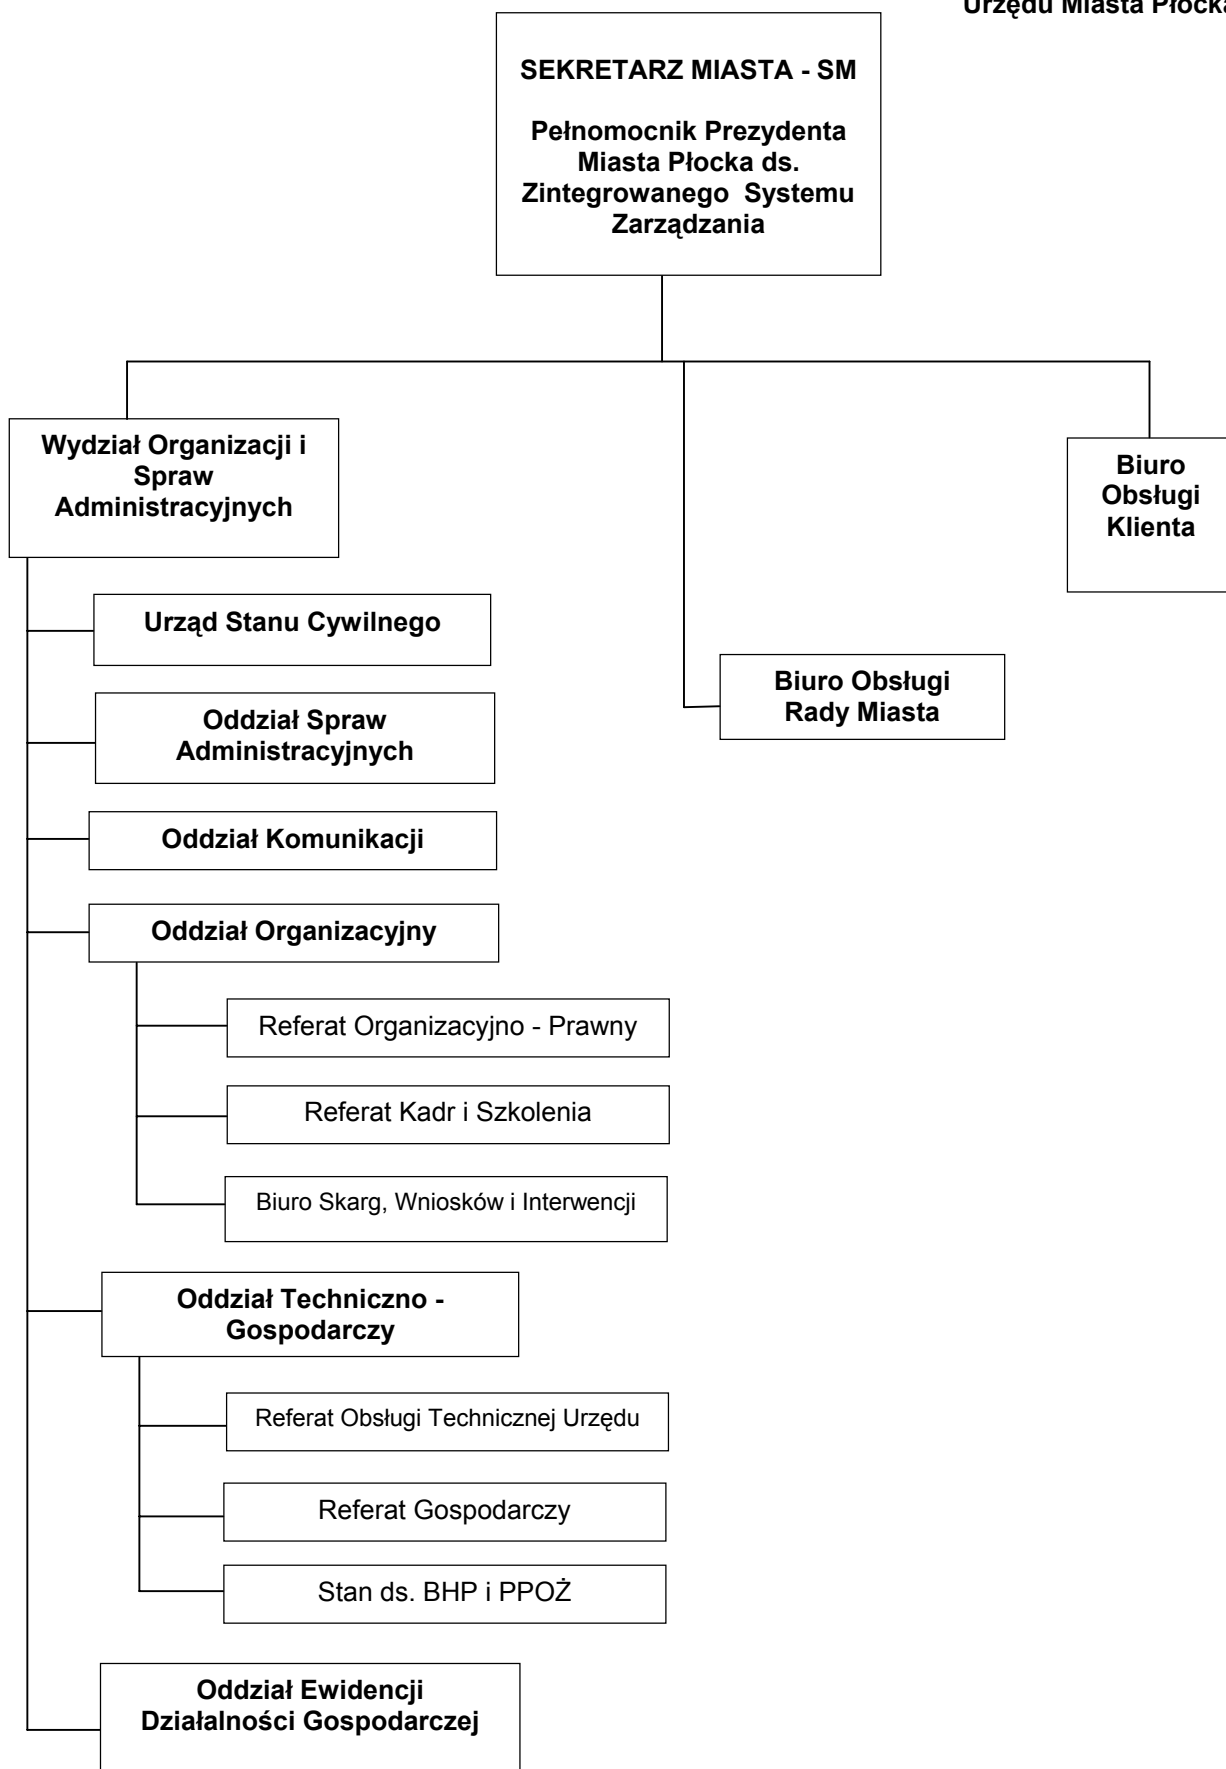 Urzędu Miasta Płocka
SEKRETARZ MIASTA - SM
Pełnomocnik Prezydenta
Miasta Płocka ds.
Zintegrowanego Systemu
Zarządzania
Wydział Organizacji i
Spraw
Administracyjnych
Biuro
Obsługi
Klienta
Urząd Stanu Cywilnego
Biuro Obsługi
Rady Miasta
Oddział Spraw
Administracyjnych
Oddział Komunikacji
Oddział Organizacyjny
Referat Organizacyjno - Prawny
Referat Kadr i Szkolenia
Biuro Skarg, Wniosków i Interwencji
Oddział Techniczno -
Gospodarczy
Referat Obsługi Technicznej Urzędu
Referat Gospodarczy
Stan ds. BHP i PPOŻ
Oddział Ewidencji
Działalności Gospodarczej